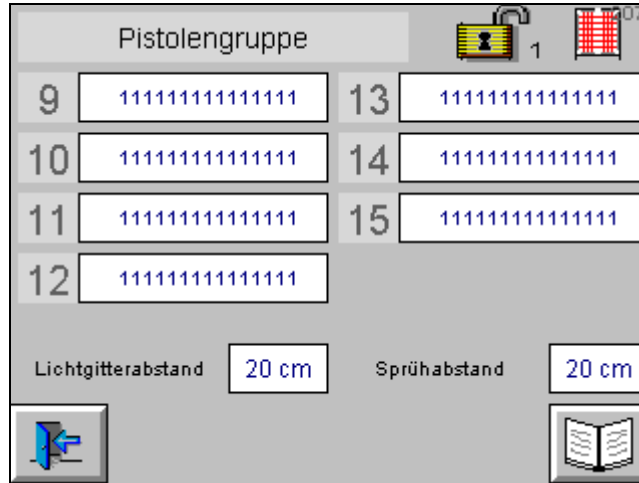 Pistolengruppe 1
9 111111111111111 13 111111111111111
10 111111111111111 14 111111111111111
11 111111111111111 15 111111111111111
12 111111111111111
Lichtgitterabstand 20 cm Sprühabstand 20 cm